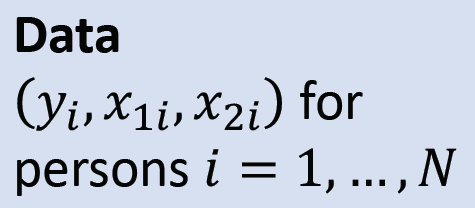 Data
(yᵢ, x₁ᵢ, x₂ᵢ) for
persons i = 1, … , N